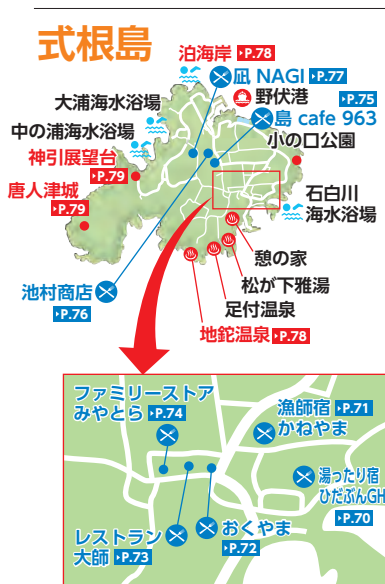 式根島
泊海岸 ▸P.78
凪 NAGI ▸P.77
大浦海水浴場
野伏港
▸P.75
島 cafe 963
中の浦海水浴場
小の口公園
神引展望台
▸P.79
唐人津城
▸P.79
石白川
海水浴場
憩の家
松が下雅湯
池村商店
▸P.76
足付温泉
地鉈温泉 ▸P.78
ファミリーストア
みやとら ▸P.74
漁師宿 ▸P.71
かねやま
湯ったり宿
ひだぶんGH
▸P.70
レストラン
大師 ▸P.73
おくやま
▸P.72